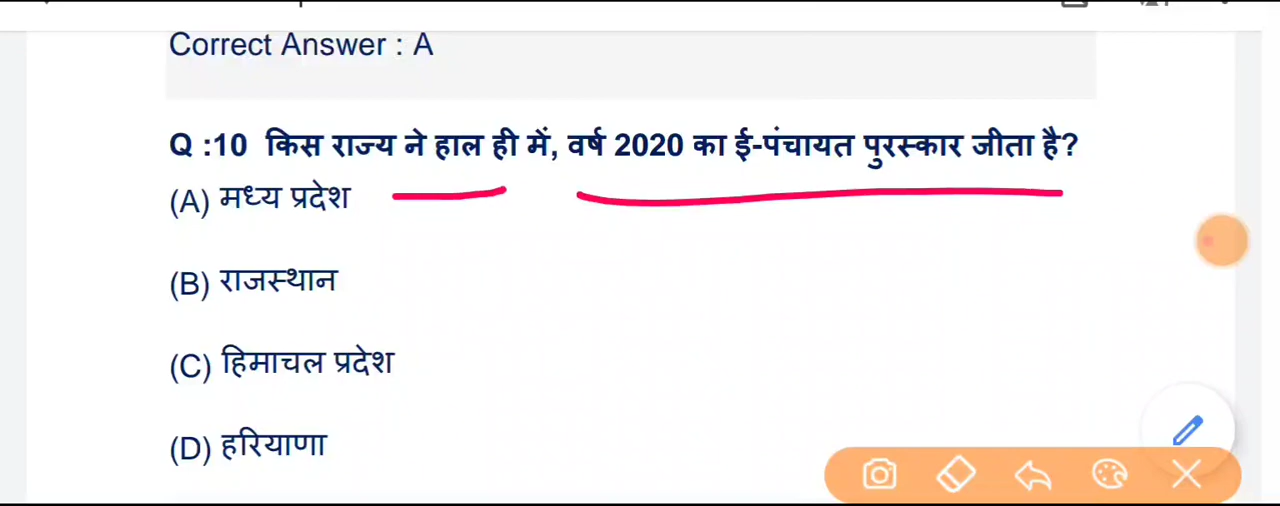 Correct Answer : A
Q :10 किस राज्य ने हाल ही में, वर्ष 2020 का ई-पंचायत पुरस्कार जीता है?
(A) मध्य प्रदेश
(B) राजस्थान
(C) हिमाचल प्रदेश
(D) हरियाणा